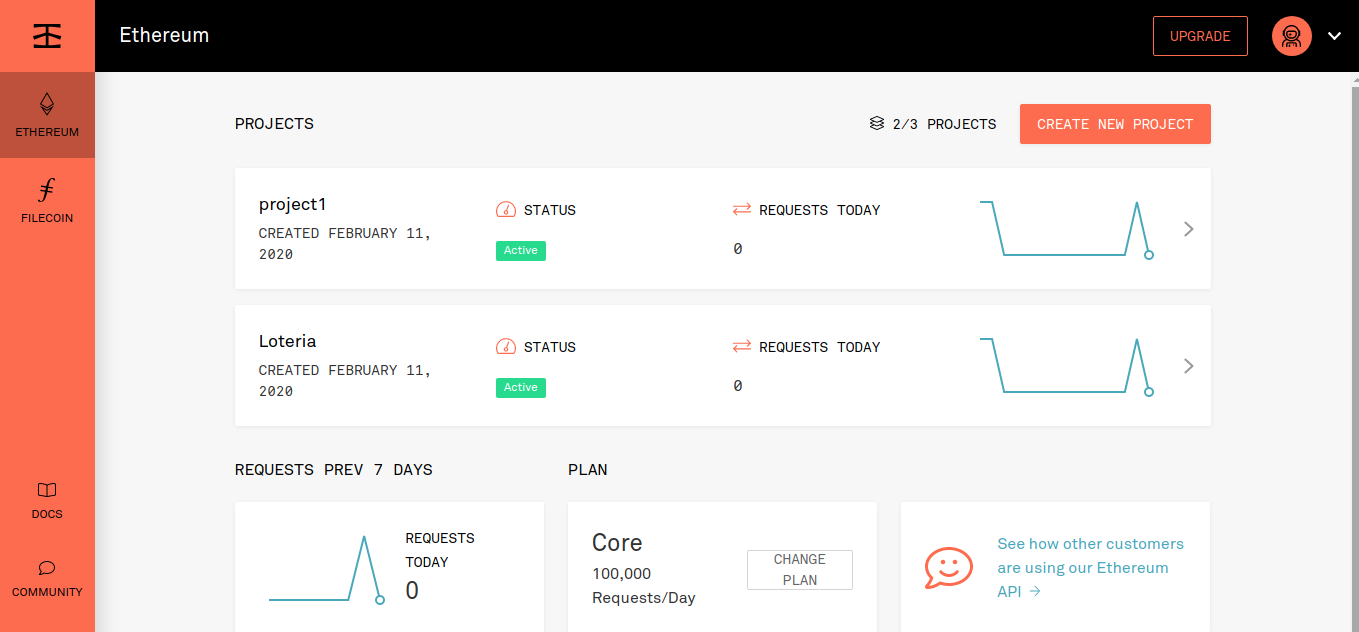 Ethereum
UPGRADE
ETHEREUM
FILECOIN
DOCS
COMMUNITY
PROJECTS
2/3 PROJECTS
CREATE NEW PROJECT
project1
CREATED FEBRUARY 11,
2020
STATUS
Active
REQUESTS TODAY
0
Loteria
CREATED FEBRUARY 11,
2020
STATUS
Active
REQUESTS TODAY
0
REQUESTS PREV 7 DAYS
REQUESTS
TODAY
0
PLAN
Core
100,000
Requests/Day
CHANGE
PLAN
See how other customers
are using our Ethereum
API →